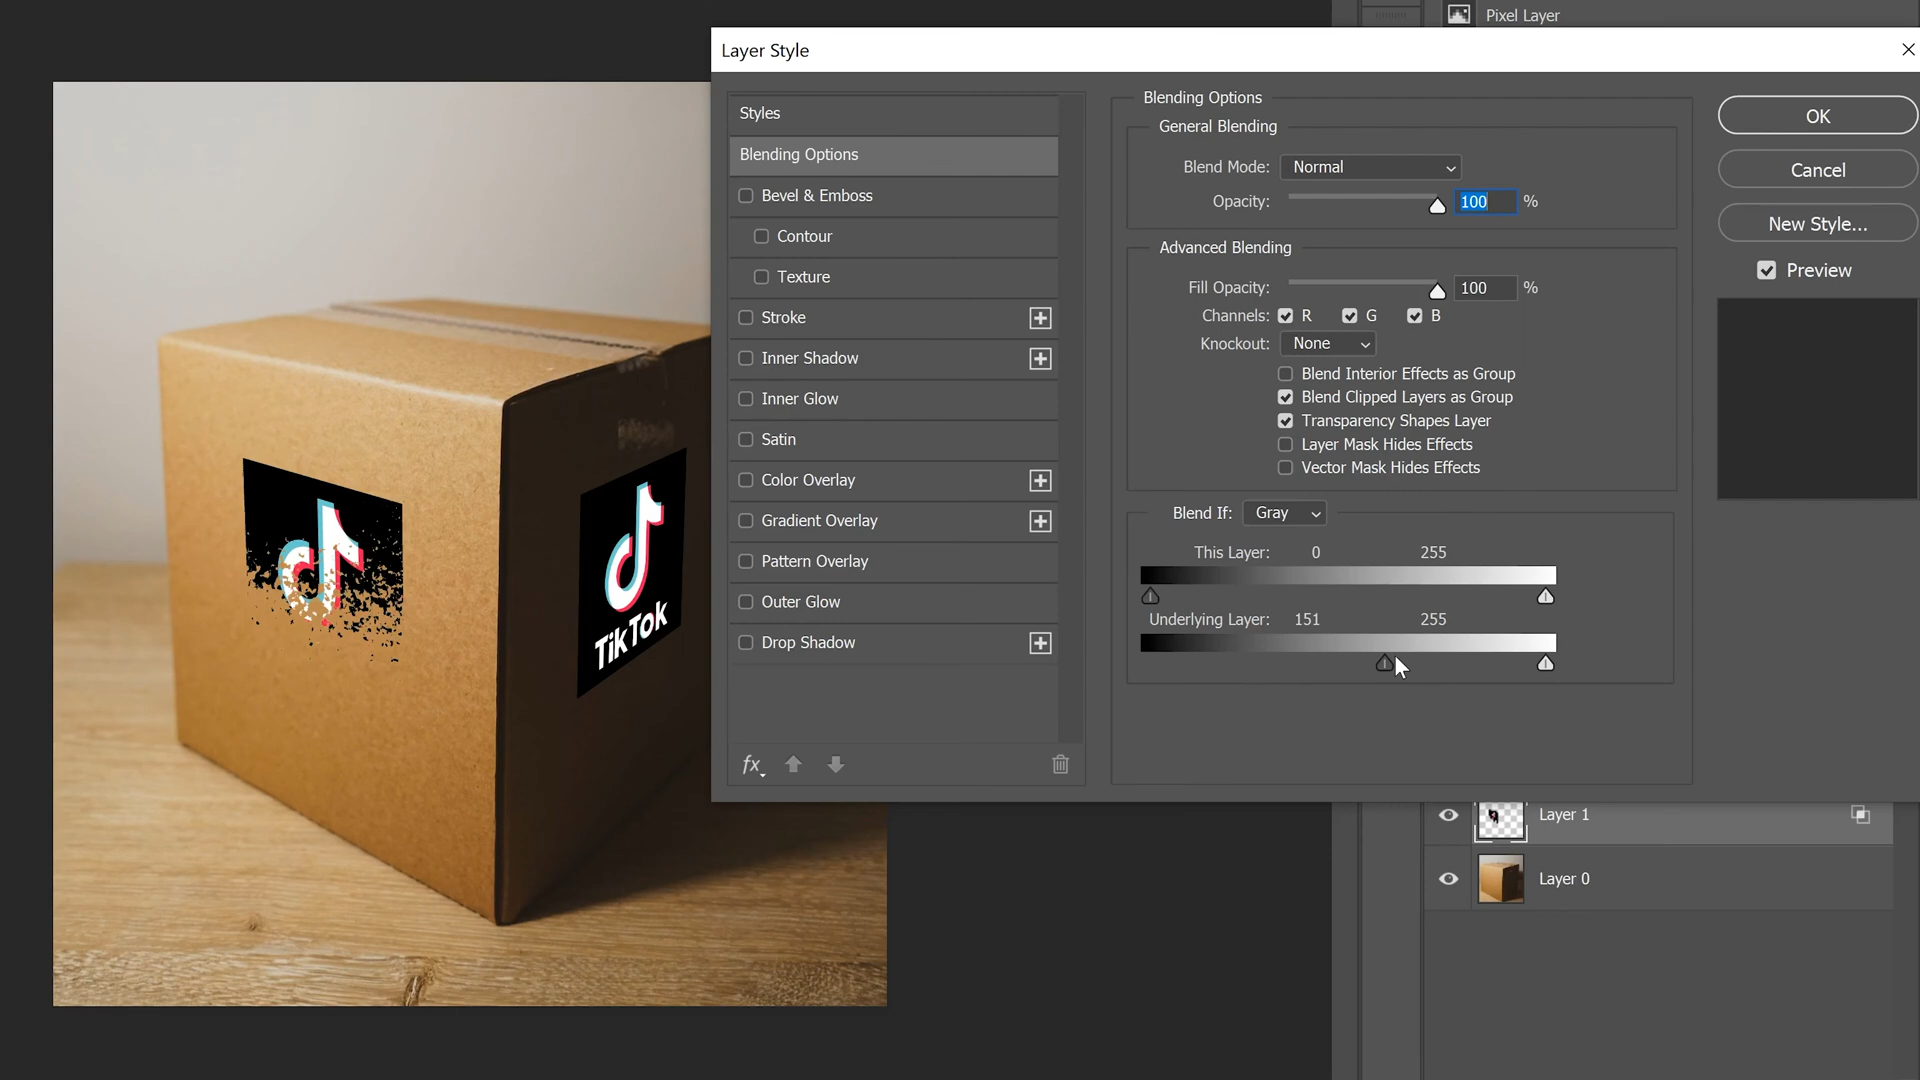 Pixel Layer
Layer Style
Styles
Blending Options
Bevel & Emboss
Contour
Texture
Stroke
Inner Shadow
Inner Glow
Satin
Color Overlay
Gradient Overlay
Pattern Overlay
Outer Glow
Drop Shadow
fx
Blending Options
General Blending
Blend Mode: Normal
Opacity: 100 %
Advanced Blending
Fill Opacity: 100 %
Channels: R G B
Knockout: None
Blend Interior Effects as Group
Blend Clipped Layers as Group
Transparency Shapes Layer
Layer Mask Hides Effects
Vector Mask Hides Effects
Blend If: Gray
This Layer: 0 255
Underlying Layer: 151 255
OK
Cancel
New Style...
Preview
Layer 1
Layer 0
TikTok